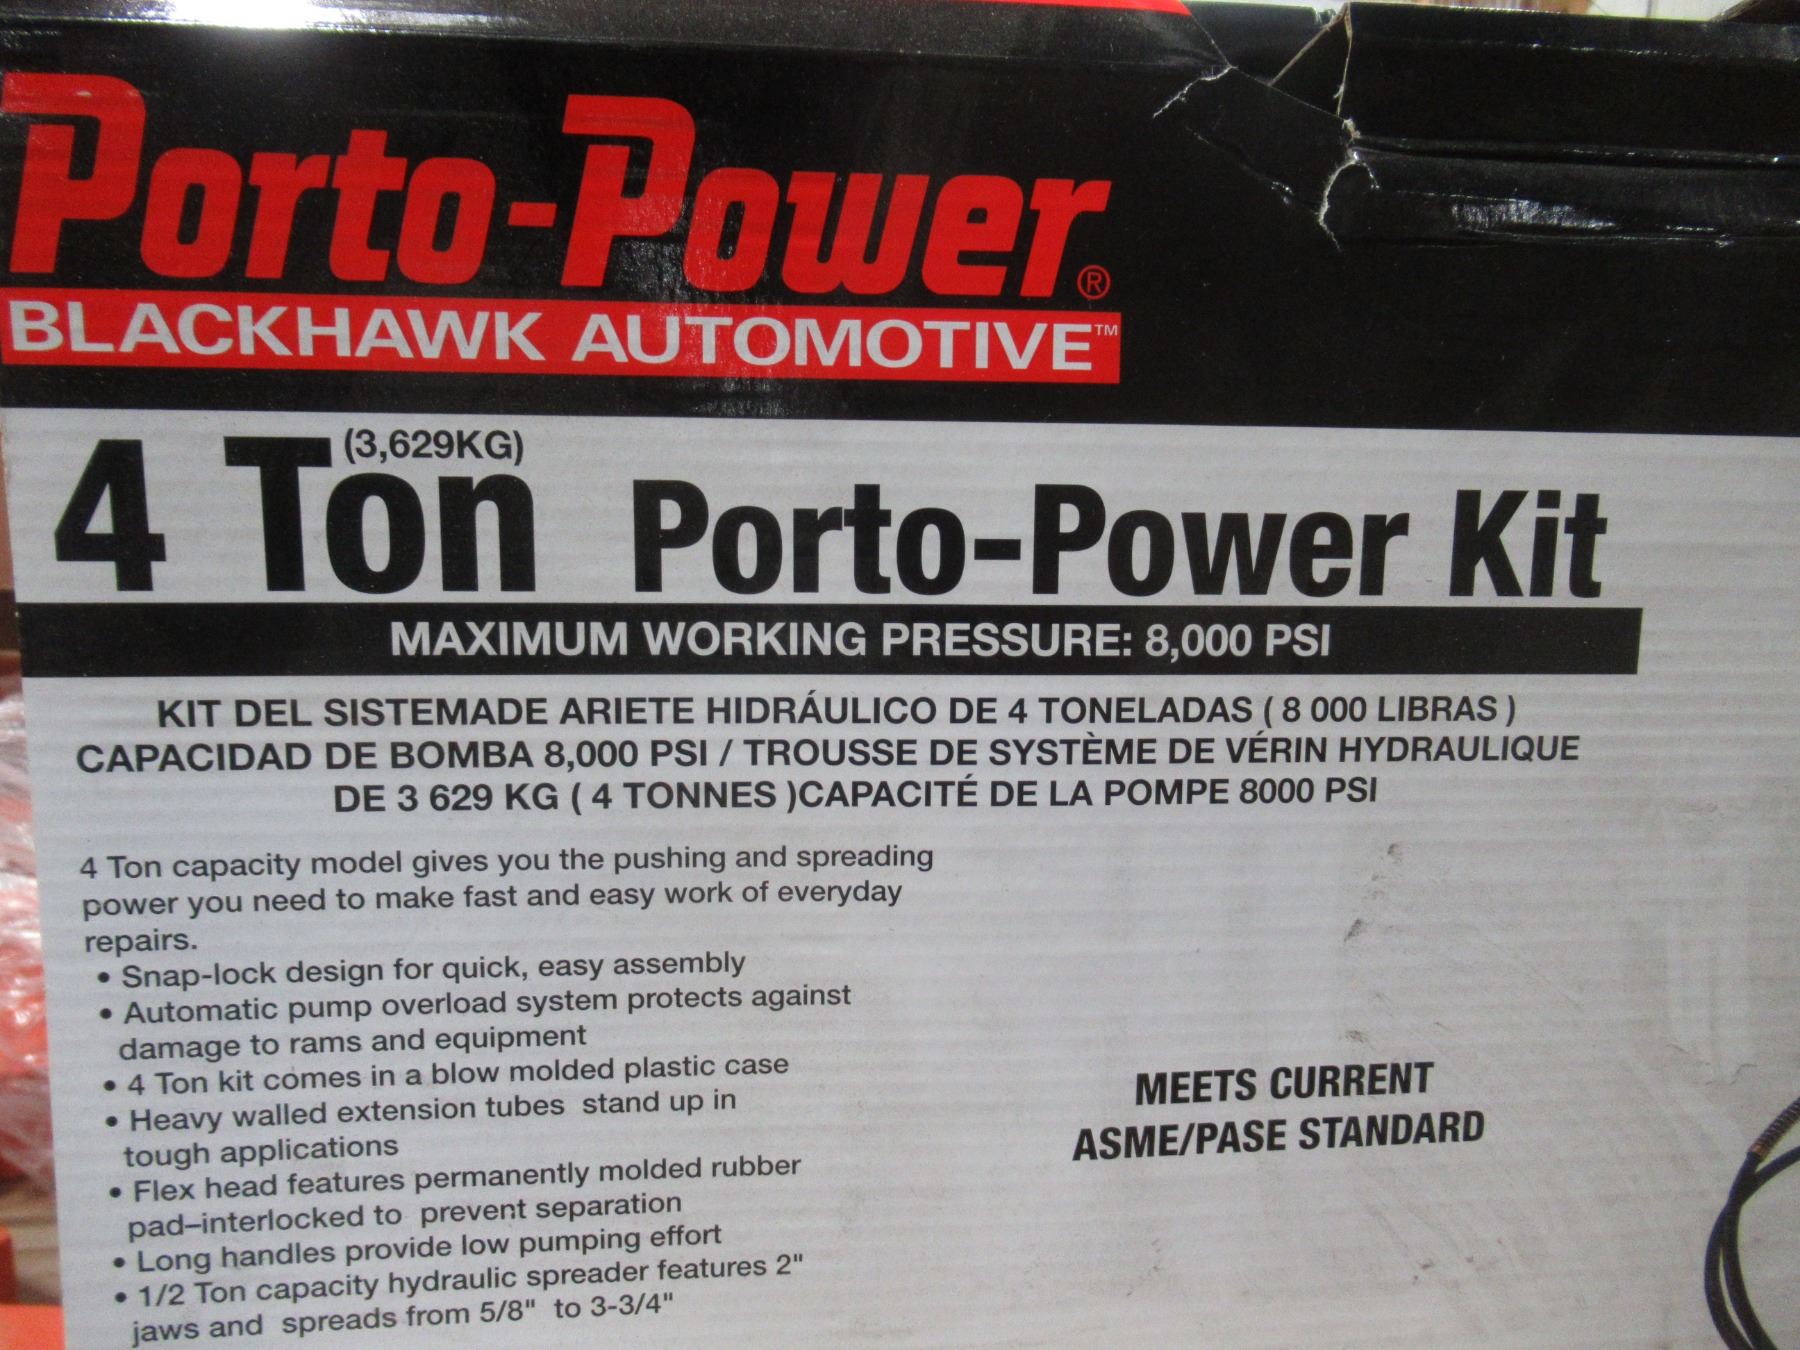 Porto-Power®
BLACKHAWK AUTOMOTIVE™
4 Ton (3,629KG) Porto-Power Kit
MAXIMUM WORKING PRESSURE: 8,000 PSI
KIT DEL SISTEMADE ARIETE HIDRÁULICO DE 4 TONELADAS ( 8 000 LIBRAS )
CAPACIDAD DE BOMBA 8,000 PSI / TROUSSE DE SYSTÈME DE VÉRIN HYDRAULIQUE
DE 3 629 KG ( 4 TONNES )CAPACITÉ DE LA POMPE 8000 PSI
4 Ton capacity model gives you the pushing and spreading
power you need to make fast and easy work of everyday
repairs.
• Snap-lock design for quick, easy assembly
• Automatic pump overload system protects against
damage to rams and equipment
• 4 Ton kit comes in a blow molded plastic case
• Heavy walled extension tubes stand up in
tough applications
• Flex head features permanently molded rubber
pad–interlocked to prevent separation
• Long handles provide low pumping effort
• 1/2 Ton capacity hydraulic spreader features 2"
jaws and spreads from 5/8" to 3-3/4"
MEETS CURRENT
ASME/PASE STANDARD